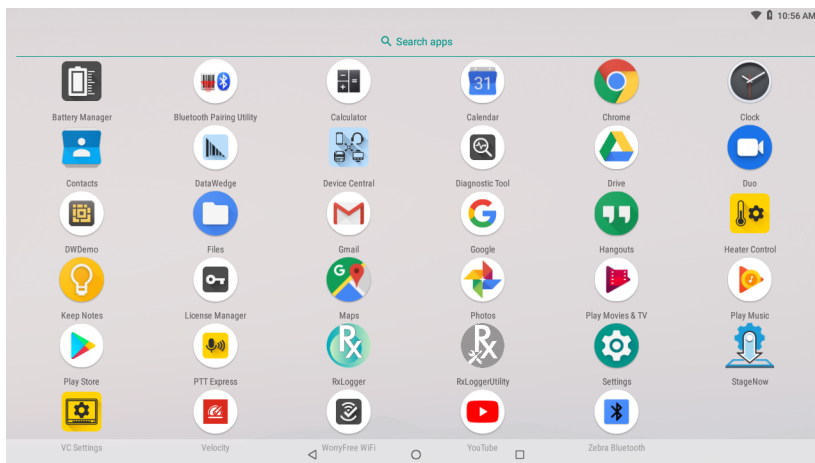 10:56 AM
Search apps
31
Battery Manager
Bluetooth Pairing Utility
Calculator
Calendar
Chrome
Clock
Contacts
DataWedge
Device Central
Diagnostic Tool
Drive
Duo
G
DWDemo
Files
Gmail
Google
Hangouts
Heater Control
G
Keep Notes
License Manager
Maps
Photos
Play Movies & TV
Play Music
Rx
Rx
Play Store
PTT Express
RxLogger
RxLoggerUtility
Settings
StageNow
VC Settings
Velocity
WorryFree WiFi
YouTube
Zebra Bluetooth